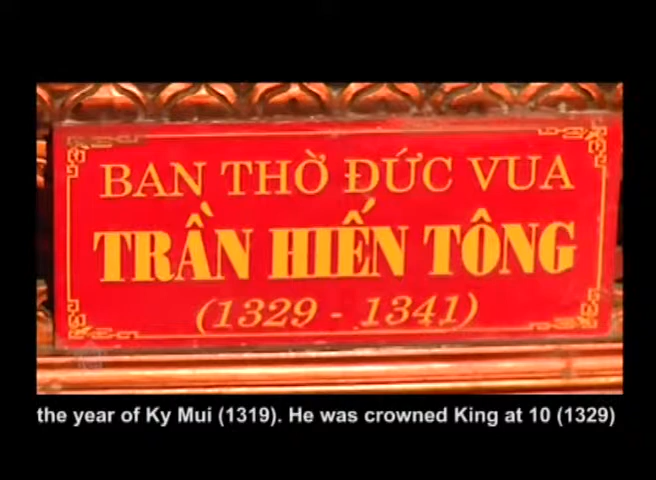 BAN THỜ ĐỨC VUA
TRẦN HIẾN TÔNG
(1329 - 1341)
the year of Ky Mui (1319). He was crowned King at 10 (1329)